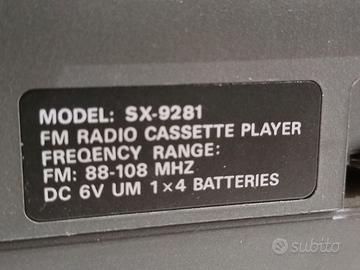 MODEL: SX-9281
FM RADIO CASSETTE PLAYER
FREQENCY RANGE:
FM: 88-108 MHZ
DC 6V UM 1×4 BATTERIES
subito